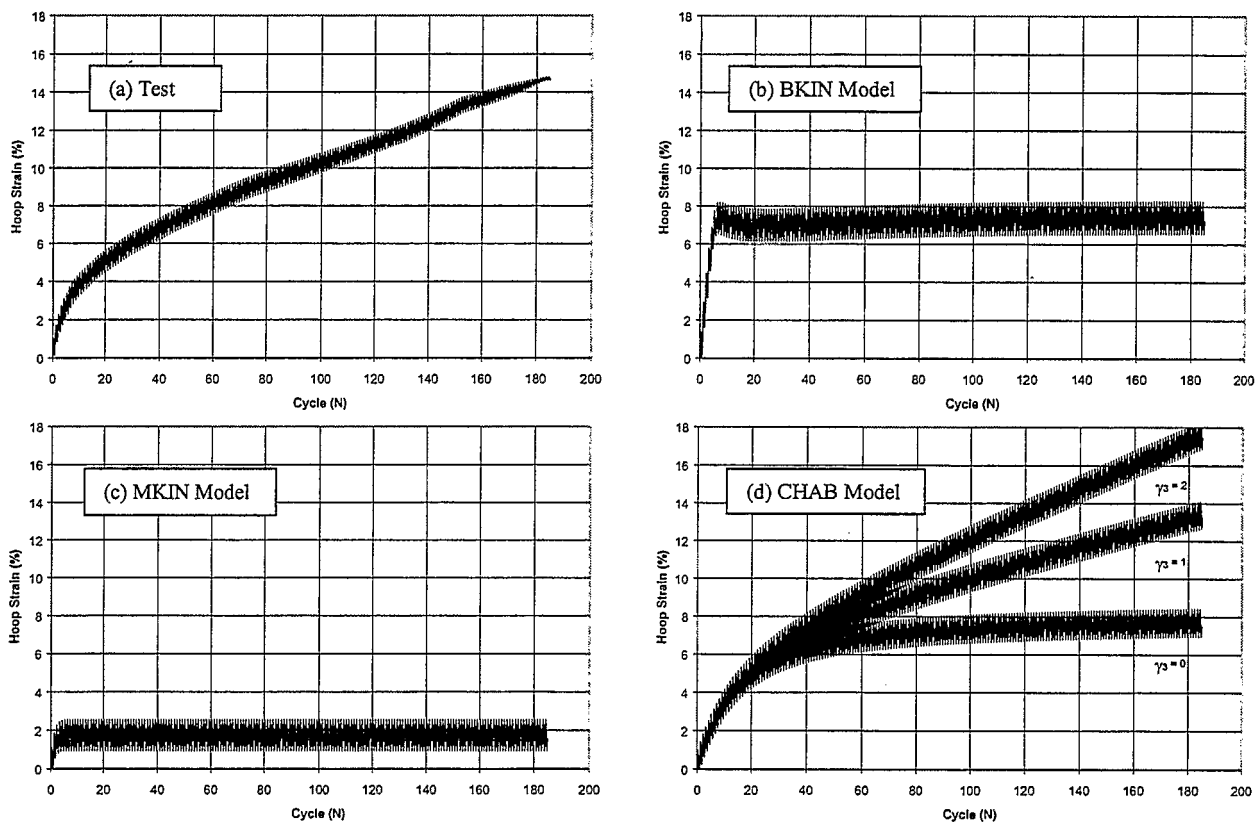 (a) Test
Hoop Strain (%)
18
16
14
12
10
8
6
4
2
0
0 20 40 60 80 100 120 140 160 180 200
Cycle (N)
(b) BKIN Model
Hoop Strain (%)
18
16
14
12
10
8
6
4
2
0
0 20 40 60 80 100 120 140 160 180 200
Cycle (N)
(c) MKIN Model
Hoop Strain (%)
18
16
14
12
10
8
6
4
2
0
0 20 40 60 80 100 120 140 160 180 200
Cycle (N)
(d) CHAB Model
Hoop Strain (%)
18
16
14
12
10
8
6
4
2
0
γ3 = 2
γ3 = 1
γ3 = 0
0 20 40 60 80 100 120 140 160 180 200
Cycle (N)